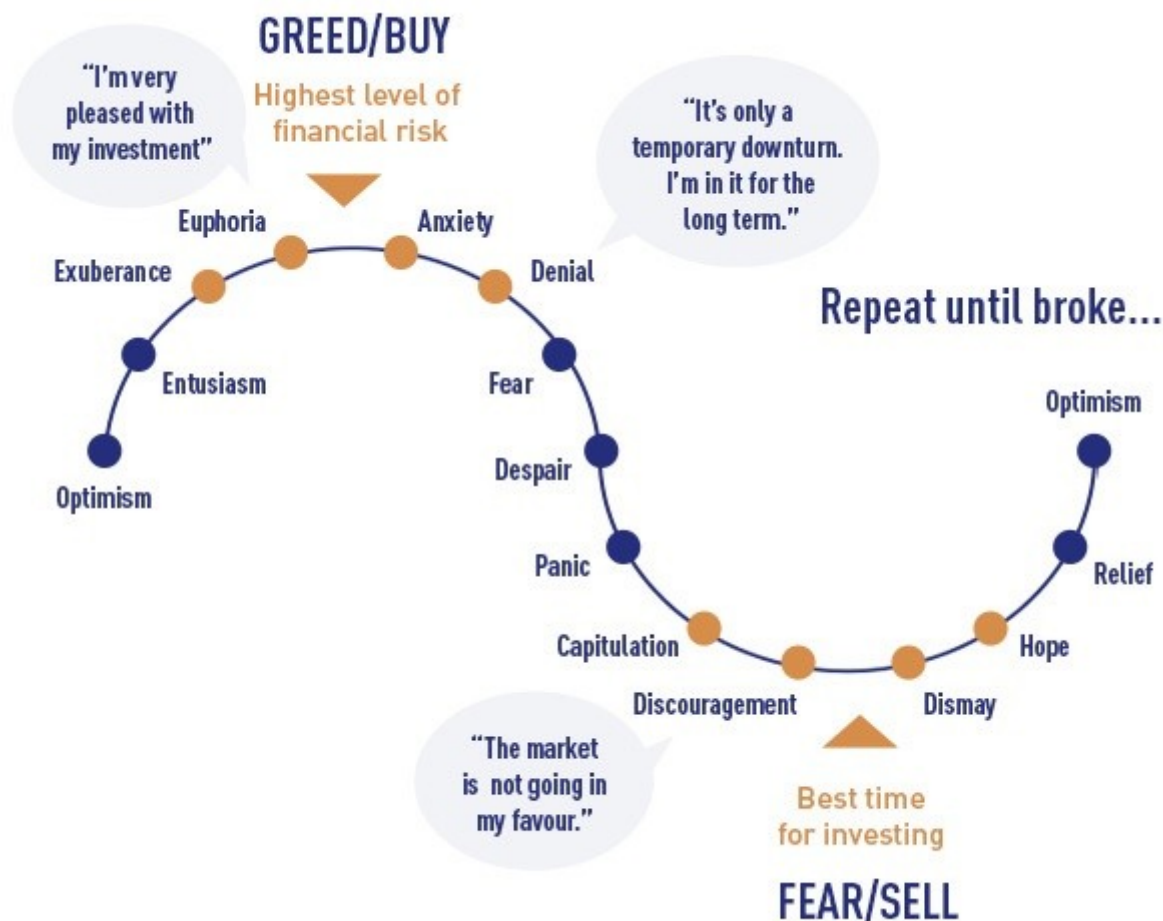 GREED/BUY
“I’m very
pleased with
my investment”
Highest level of
financial risk
“It’s only a
temporary downturn.
I’m in it for the
long term.”
Euphoria
Anxiety
Exuberance
Denial
Repeat until broke...
Entusiasm
Fear
Optimism
Optimism
Despair
Panic
Relief
Capitulation
Hope
Discouragement
Dismay
“The market
is not going in
my favour.”
Best time
for investing
FEAR/SELL